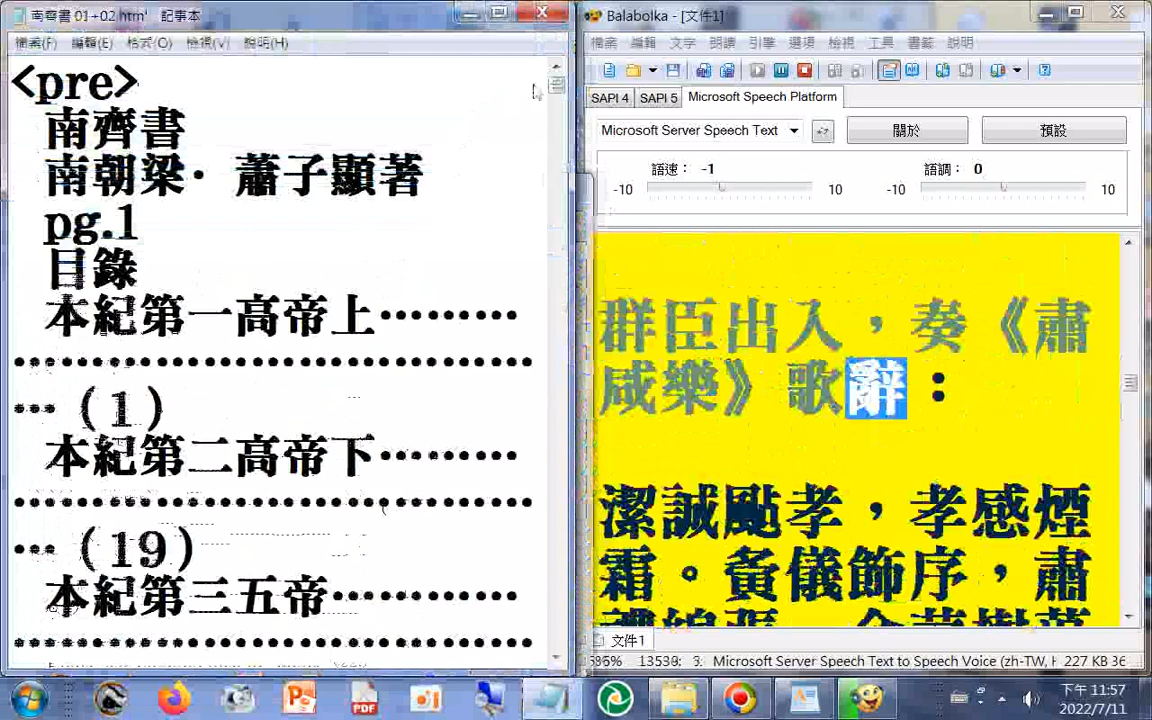 南齊書 01+02.htm - 記事本
檔案(F) 編輯(E) 格式(O) 檢視(V) 說明(H)
<pre>
南齊書
南朝梁·蕭子顯著
pg.1
目錄
本紀第一高帝上………
…（1）
本紀第二高帝下………
…（19）
本紀第三五帝………
Balabolka - [文件1]
檔案 編輯 文字 朗讀 引擎 選項 檢視 工具 書籤 說明
SAPI 4 SAPI 5 Microsoft Speech Platform
Microsoft Server Speech Text
關於
預設
語速： -1
語調： 0
-10 10 -10 10
群臣出入，奏《肅
咸樂》歌辭：
潔誠颭孝，孝感煙
霜。夤儀飾序，肅
文件1
Microsoft Server Speech Text to Speech Voice (zh-TW, 227 KB
下午 11:57
2022/7/11